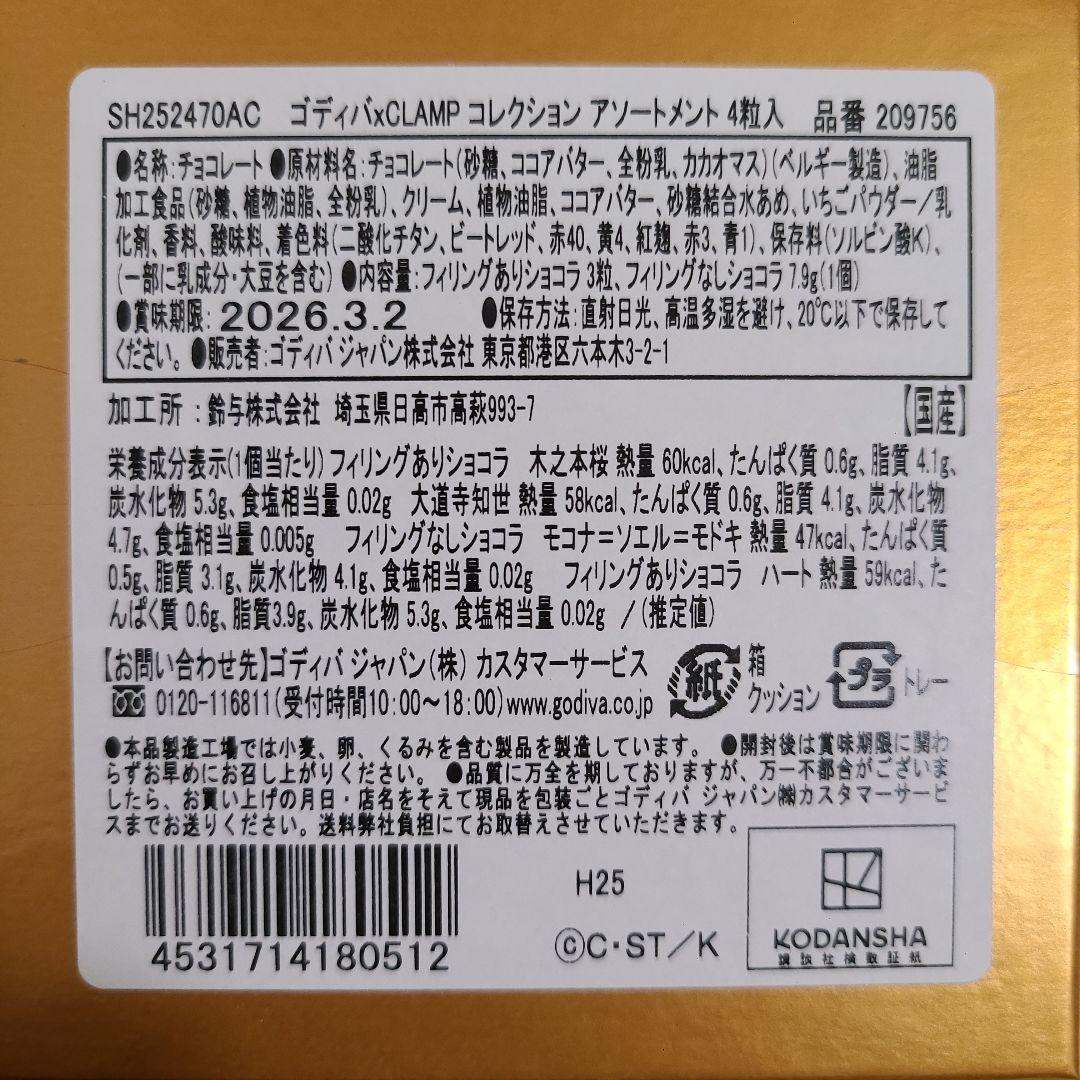 SH252470AC ゴディバxCLAMP コレクション アソートメント 4粒入 品番 209756
●名称:チョコレート ●原材料名:チョコレート(砂糖、ココアバター、全粉乳、カカオマス)(ベルギー製造)、油脂
加工食品(砂糖、植物油脂、全粉乳)、クリーム、植物油脂、ココアバター、砂糖結合水あめ、いちごパウダー/乳
化剤、香料、酸味料、着色料(二酸化チタン、ビートレッド、赤40、黄4、紅麹、赤3、青1)、保存料(ソルビン酸K)、
(一部に乳成分・大豆を含む) ●内容量:フィリングありショコラ 3粒、フィリングなしショコラ 7.9g(1個)
●賞味期限: 2026.3.2 ●保存方法:直射日光、高温多湿を避け、20℃以下で保存して
ください。 ●販売者:ゴディバ ジャパン株式会社 東京都港区六本木3-2-1
加工所 : 鈴与株式会社 埼玉県日高市高萩993-7 【国産】
栄養成分表示(1個当たり) フィリングありショコラ 木之本桜 熱量 60kcal、たんぱく質 0.6g、脂質 4.1g、
炭水化物 5.3g、食塩相当量 0.02g 大道寺知世 熱量 58kcal、たんぱく質 0.6g、脂質 4.1g、炭水化物
4.7g、食塩相当量 0.005g フィリングなしショコラ モコナ=ソエル=モドキ 熱量 47kcal、たんぱく質
0.5g、脂質 3.1g、炭水化物 4.1g、食塩相当量 0.02g フィリングありショコラ ハート 熱量 59kcal、た
んぱく質 0.6g、脂質3.9g、炭水化物 5.3g、食塩相当量 0.02g /(推定値)
【お問い合わせ先】ゴディバ ジャパン(株) カスタマーサービス
0120-116811(受付時間10:00〜18:00)www.godiva.co.jp
紙 箱
クッション
プラ トレー
●本品製造工場では小麦、卵、くるみを含む製品を製造しています。 ●開封後は賞味期限に関わ
らずお早めにお召し上がりください。 ●品質に万全を期しておりますが、万一不都合がございま
したら、お買い上げの月日・店名をそえて現品を包装ごとゴディバ ジャパン㈱カスタマーサービ
スまでお送りください。送料弊社負担にてお取替えさせていただきます。
4531714180512
H25
©C・ST/K
KODANSHA
講談社検数証紙